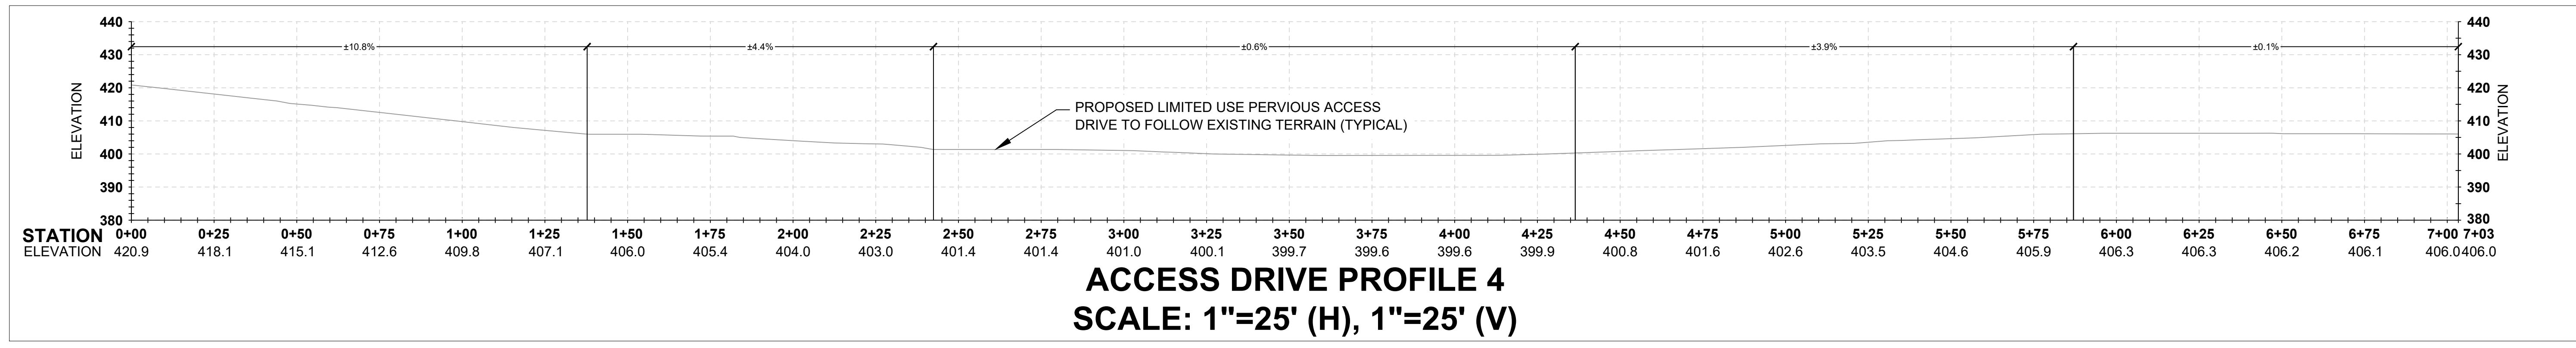 440 440
±10.8% ±4.4% ±0.6% ±3.9% ±0.1%
430 430
420 420
ELEVATION ELEVATION
PROPOSED LIMITED USE PERVIOUS ACCESS
DRIVE TO FOLLOW EXISTING TERRAIN (TYPICAL)
410 410
400 400
390 390
380 380
STATION 0+00 0+25 0+50 0+75 1+00 1+25 1+50 1+75 2+00 2+25 2+50 2+75 3+00 3+25 3+50 3+75 4+00 4+25 4+50 4+75 5+00 5+25 5+50 5+75 6+00 6+25 6+50 6+75 7+00 7+03
ELEVATION 420.9 418.1 415.1 412.6 409.8 407.1 406.0 405.4 404.0 403.0 401.4 401.4 401.0 400.1 399.7 399.6 399.6 399.9 400.8 401.6 402.6 403.5 404.6 405.9 406.3 406.3 406.2 406.1 406.0 406.0
ACCESS DRIVE PROFILE 4
SCALE: 1"=25' (H), 1"=25' (V)